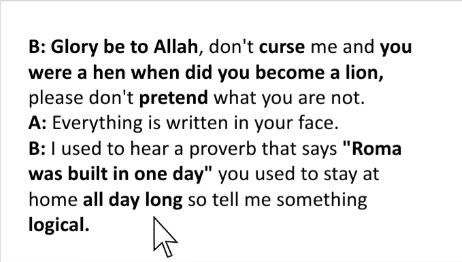 B: Glory be to Allah, don't curse me and you
were a hen when did you become a lion,
please don't pretend what you are not.
A: Everything is written in your face.
B: I used to hear a proverb that says "Roma
was built in one day" you used to stay at
home all day long so tell me something
logical.